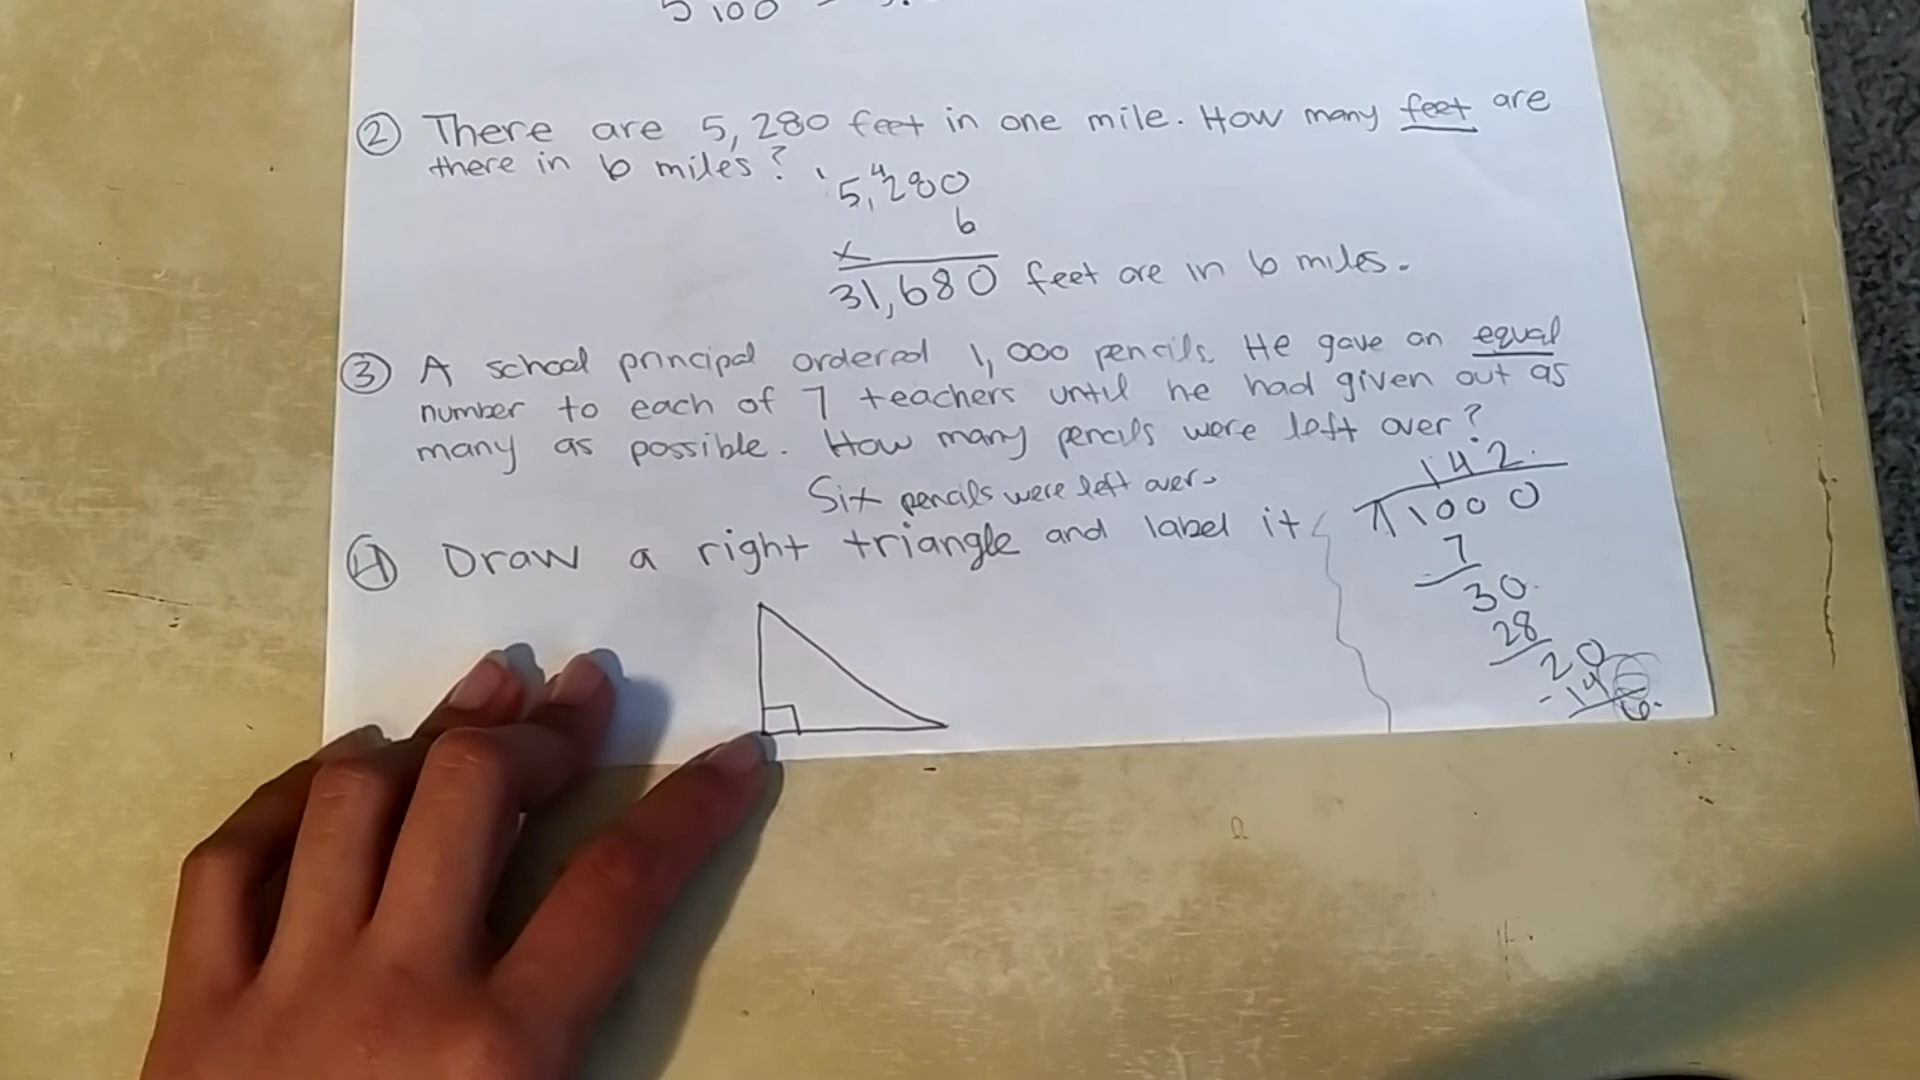 5 100
② There are 5,280 feet in one mile. How many feet are
there in 6 miles?
1 4
5,280
6
x
31,680 feet are in 6 miles.
③ A school principal ordered 1,000 pencils. He gave an equal
number to each of 7 teachers until he had given out as
many as possible. How many pencils were left over?
Six pencils were left over.
142
7 1000
7
30
28
20
-14
6
④ Draw a right triangle and label it